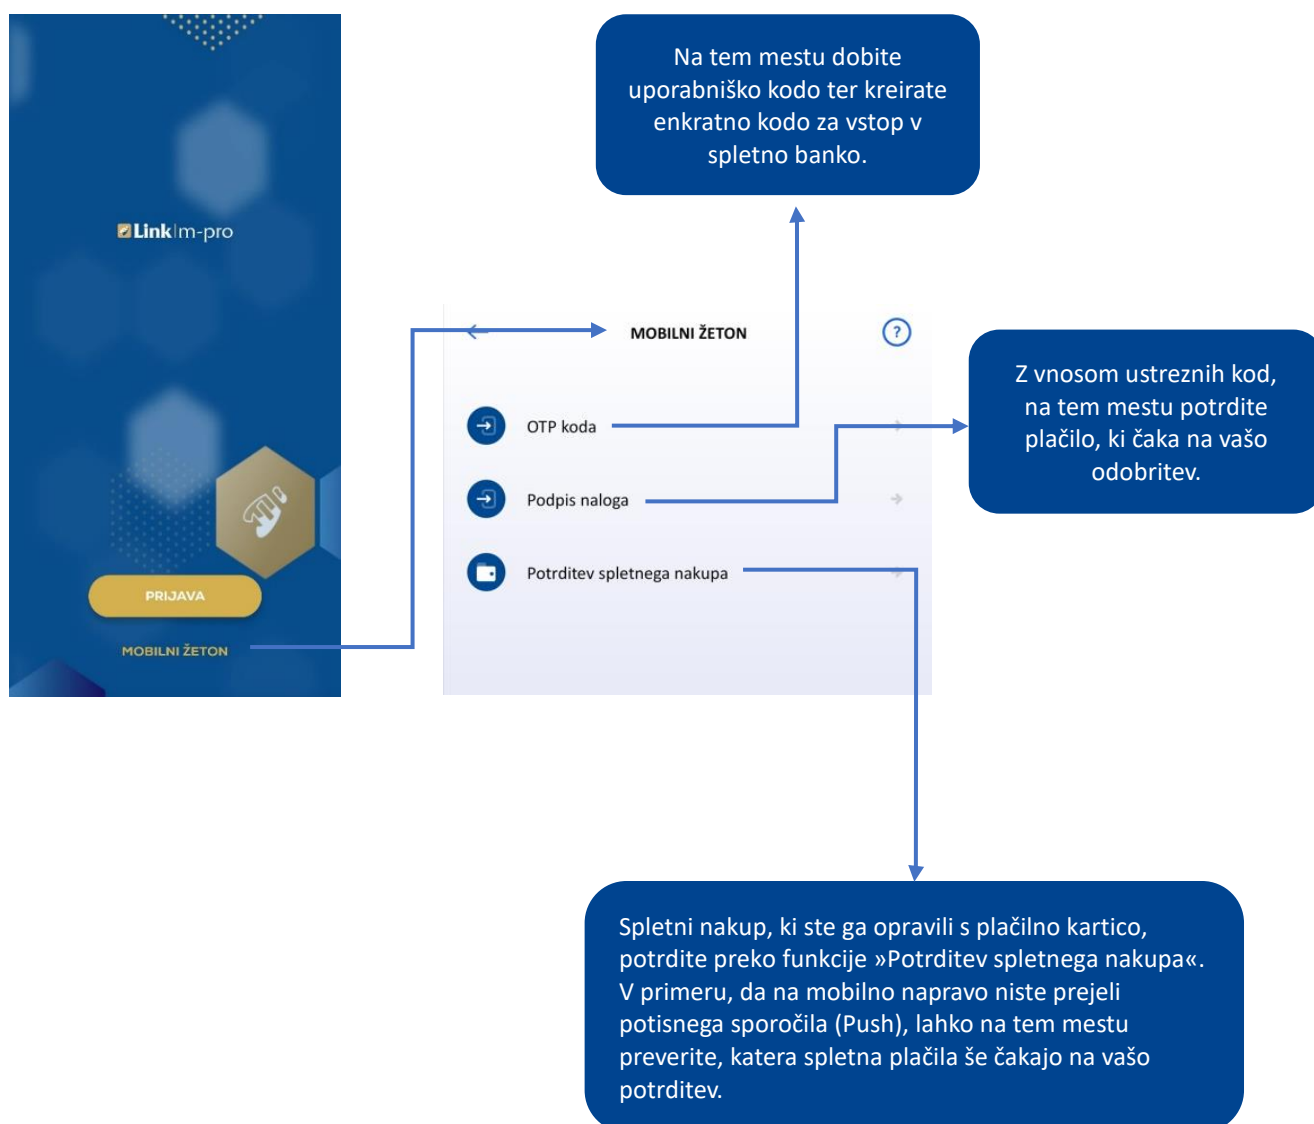 Na tem mestu dobite
uporabniško kodo ter kreirate
enkratno kodo za vstop v
spletno banko.
Link m-pro
MOBILNI ŽETON
?
Z vnosom ustreznih kod,
na tem mestu potrdite
plačilo, ki čaka na vašo
odobritev.
OTP koda
Podpis naloga
Potrditev spletnega nakupa
PRIJAVA
MOBILNI ŽETON
Spletni nakup, ki ste ga opravili s plačilno kartico,
potrdite preko funkcije »Potrditev spletnega nakupa«.
V primeru, da na mobilno napravo niste prejeli
potisnega sporočila (Push), lahko na tem mestu
preverite, katera spletna plačila še čakajo na vašo
potrditev.